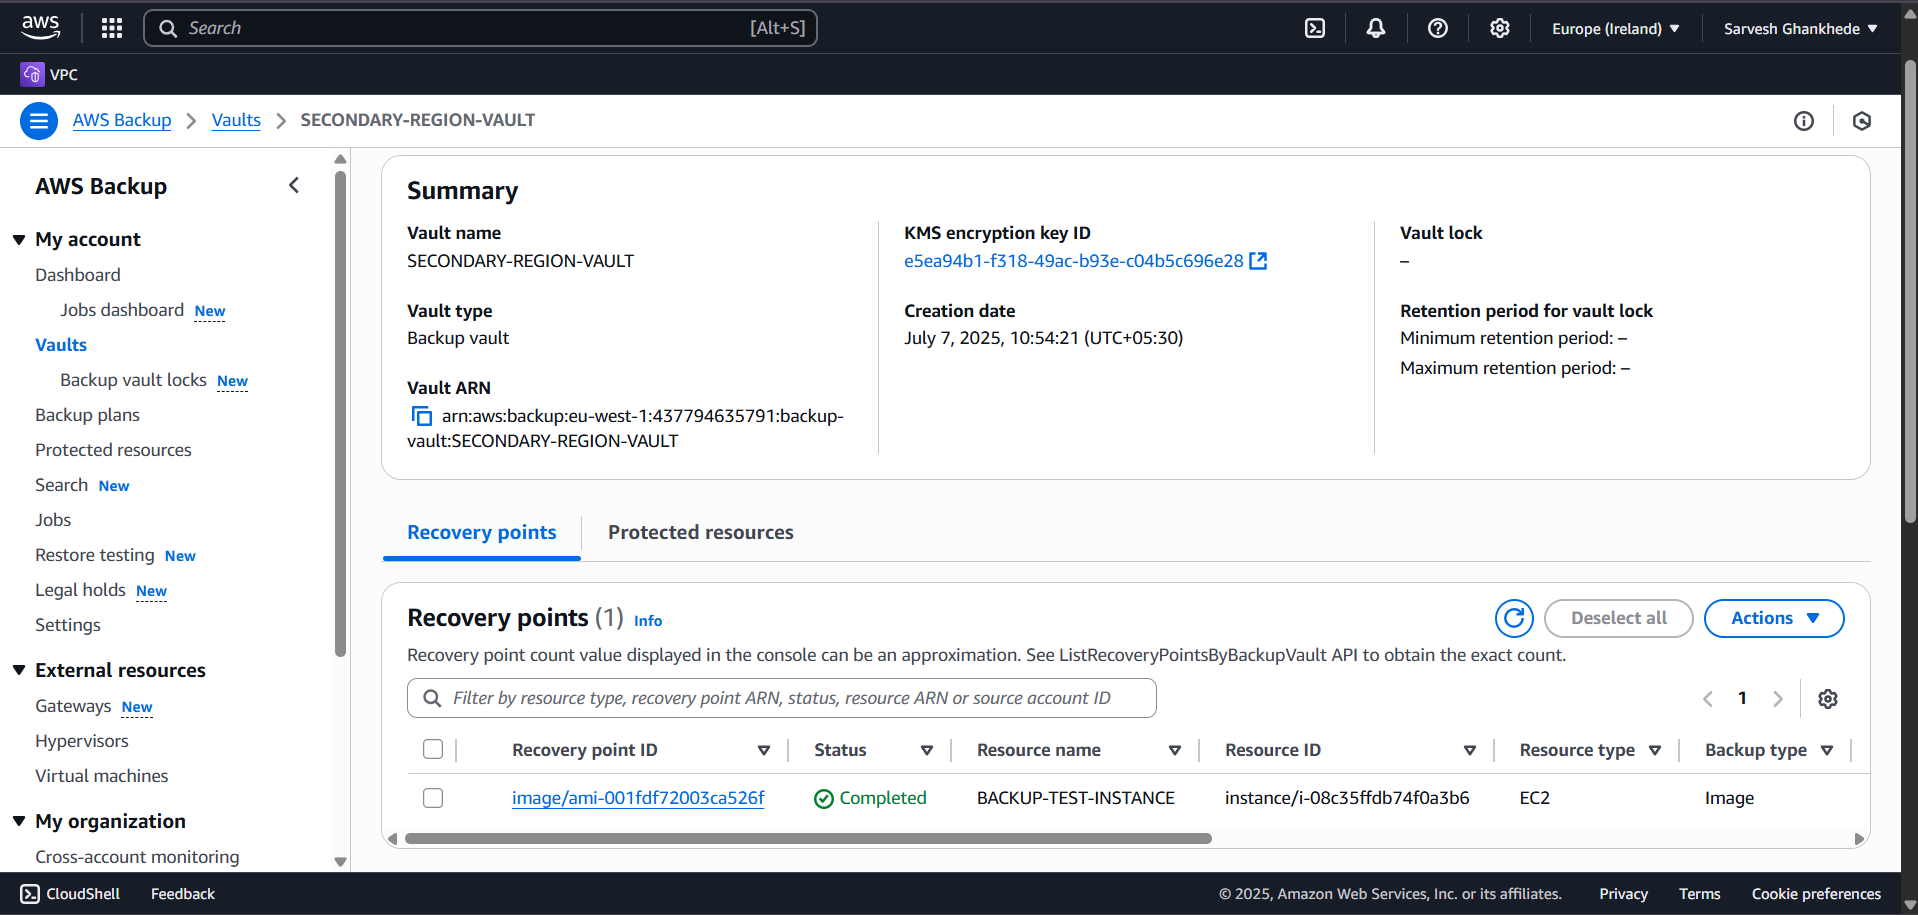 aws
Search [Alt+S]
Europe (Ireland) Sarvesh Ghankhede
VPC
AWS Backup Vaults SECONDARY-REGION-VAULT
AWS Backup
My account
Dashboard
Jobs dashboard New
Vaults
Backup vault locks New
Backup plans
Protected resources
Search New
Jobs
Restore testing New
Legal holds New
Settings
External resources
Gateways New
Hypervisors
Virtual machines
My organization
Cross-account monitoring
Summary
Vault name
SECONDARY-REGION-VAULT
Vault type
Backup vault
Vault ARN
arn:aws:backup:eu-west-1:437794635791:backup-
vault:SECONDARY-REGION-VAULT
KMS encryption key ID
e5ea94b1-f318-49ac-b93e-c04b5c696e28
Creation date
July 7, 2025, 10:54:21 (UTC+05:30)
Vault lock
–
Retention period for vault lock
Minimum retention period: –
Maximum retention period: –
Recovery points Protected resources
Recovery points (1) Info
Deselect all Actions
Recovery point count value displayed in the console can be an approximation. See ListRecoveryPointsByBackupVault API to obtain the exact count.
Filter by resource type, recovery point ARN, status, resource ARN or source account ID
1
Recovery point ID Status Resource name Resource ID Resource type Backup type
image/ami-001fdf72003ca526f Completed BACKUP-TEST-INSTANCE instance/i-08c35ffdb74f0a3b6 EC2 Image
CloudShell Feedback © 2025, Amazon Web Services, Inc. or its affiliates. Privacy Terms Cookie preferences